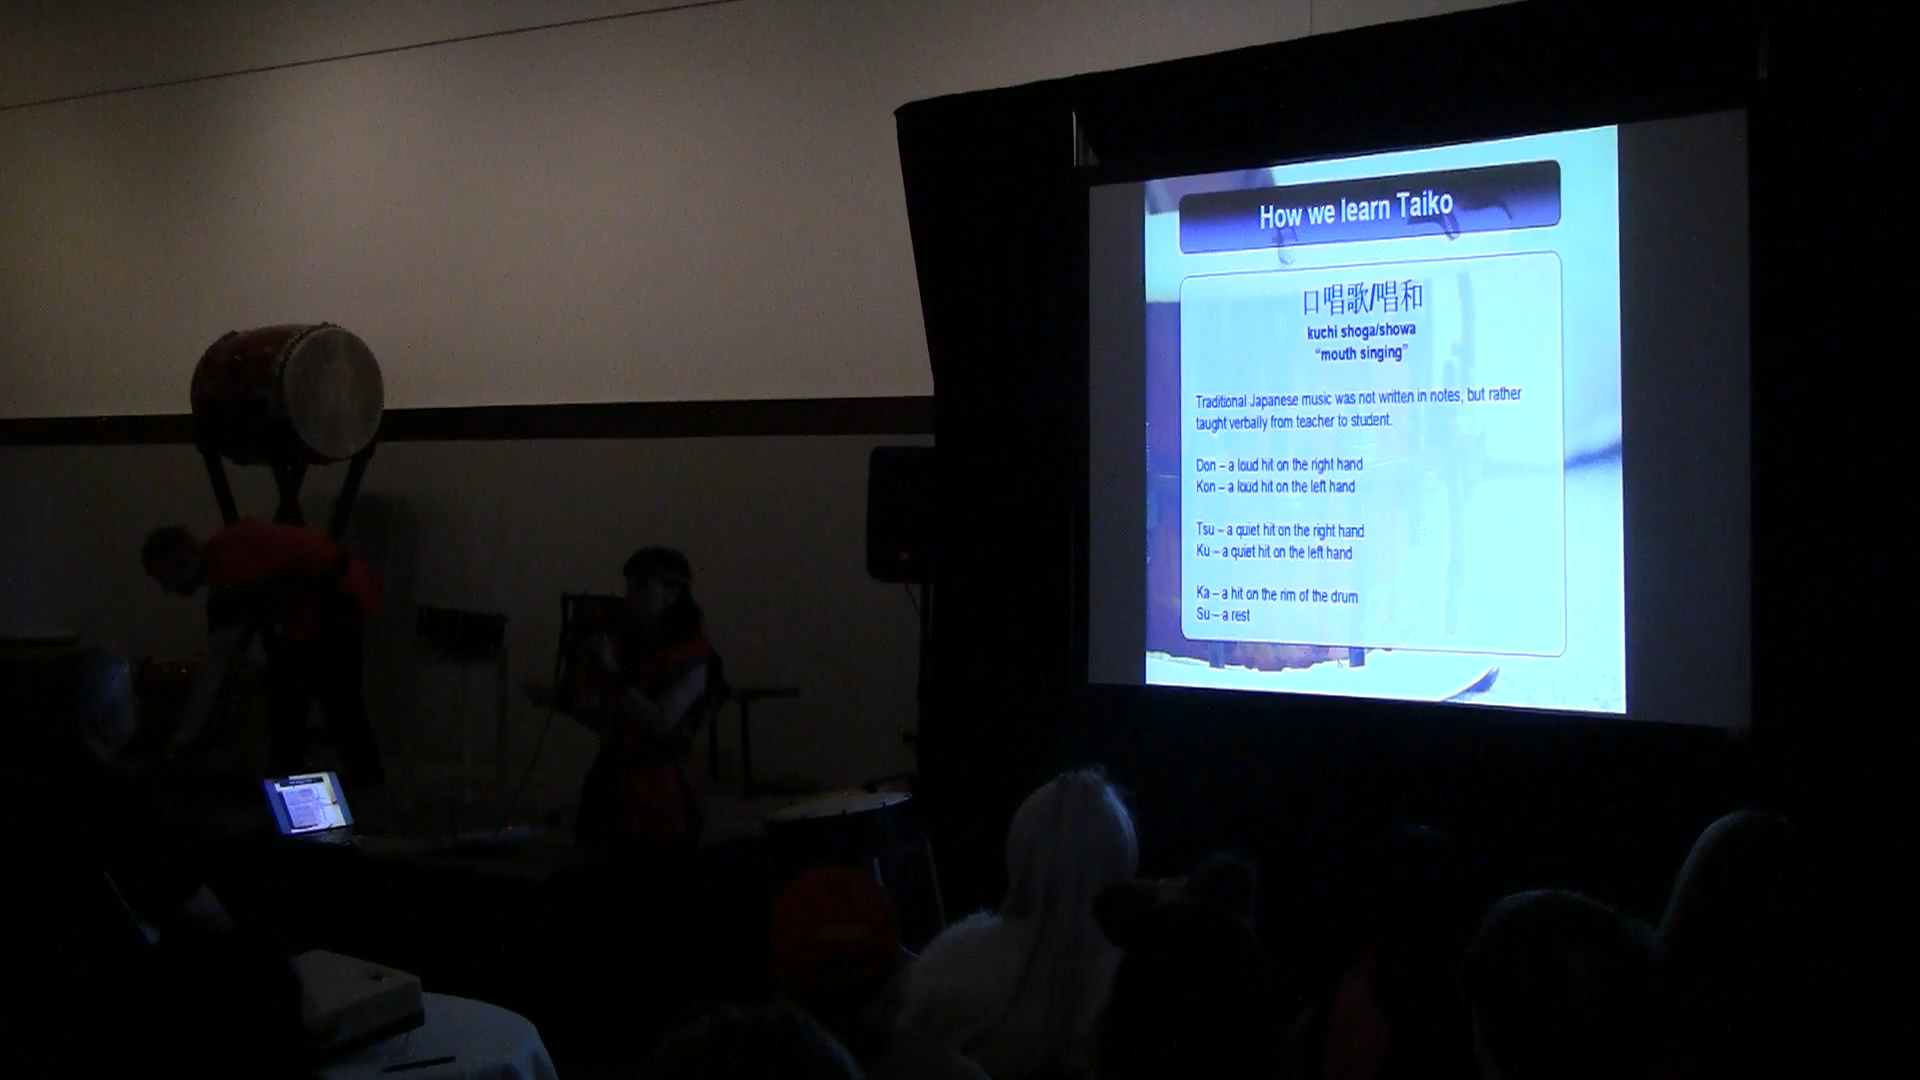 How we learn Taiko
口唱歌/唱和
kuchi shoga/showa
“mouth singing”
Traditional Japanese music was not written in notes, but rather
taught verbally from teacher to student.
Don – a loud hit on the right hand
Kon – a loud hit on the left hand
Tsu – a quiet hit on the right hand
Ku – a quiet hit on the left hand
Ka – a hit on the rim of the drum
Su – a rest